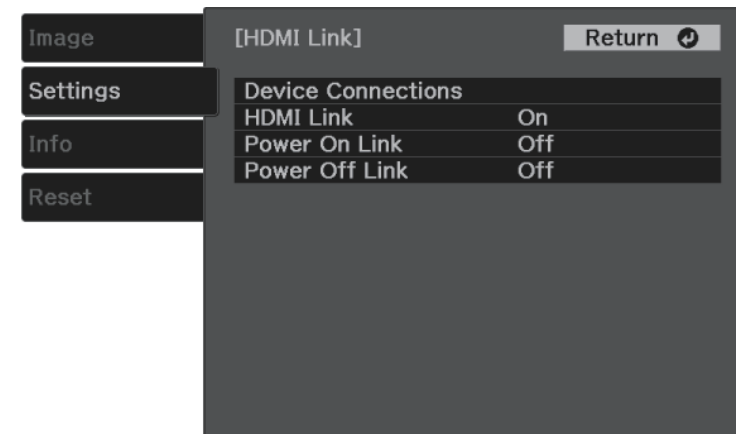 Image
Settings
Info
Reset
[HDMI Link]
Return
Device Connections
HDMI Link On
Power On Link Off
Power Off Link Off